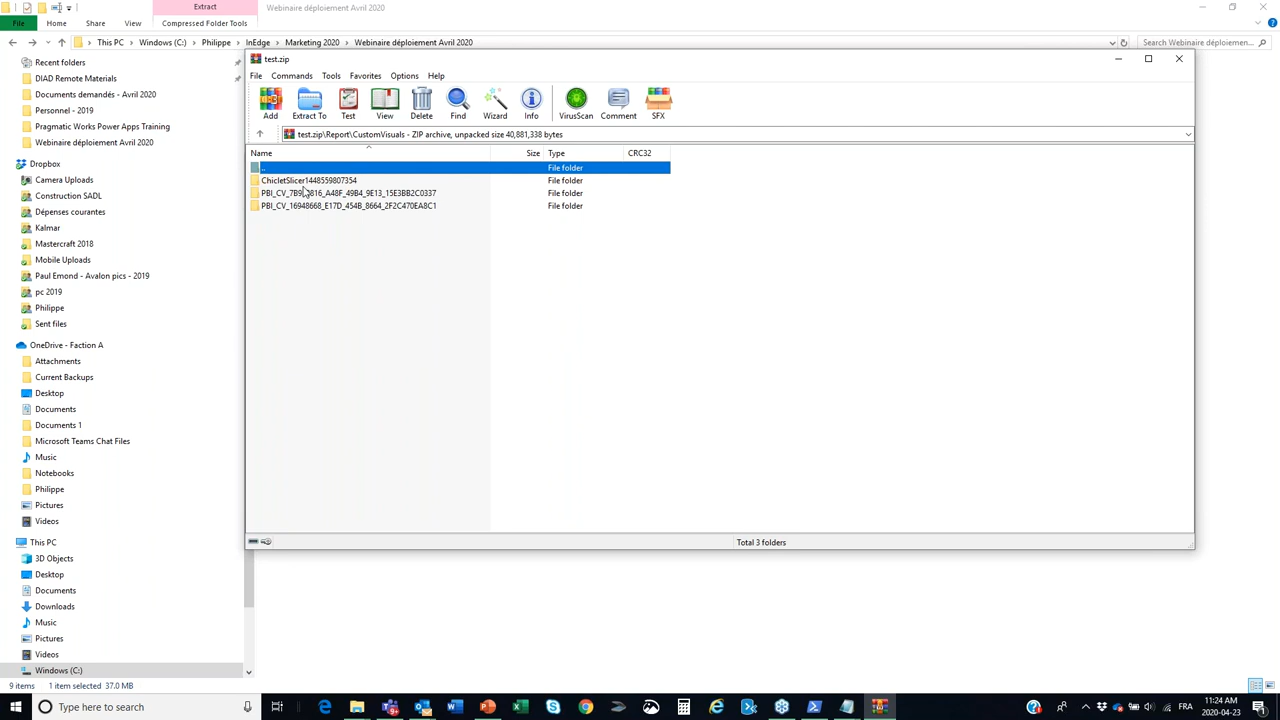 Extract
Webinaire déploiement Avril 2020
File Home Share View Compressed Folder Tools
This PC Windows (C:) Philippe InEdge Marketing 2020 Webinaire déploiement Avril 2020 Search Webinaire déploiemen...
Recent folders
DIAD Remote Materials
Documents demandés - Avril 2020
Personnel - 2019
Pragmatic Works Power Apps Training
Webinaire déploiement Avril 2020
Dropbox
Camera Uploads
Construction SADL
Dépenses courantes
Kalmar
Mastercraft 2018
Mobile Uploads
Paul Emond - Avalon pics - 2019
pc 2019
Philippe
Sent files
OneDrive - Faction A
Attachments
Current Backups
Desktop
Documents
Documents 1
Microsoft Teams Chat Files
Music
Notebooks
Philippe
Pictures
Videos
This PC
3D Objects
Desktop
Documents
Downloads
Music
Pictures
Videos
Windows (C:)
9 items 1 item selected 37.0 MB
test.zip
File Commands Tools Favorites Options Help
Add Extract To Test View Delete Find Wizard Info VirusScan Comment SFX
test.zip\Report\CustomVisuals - ZIP archive, unpacked size 40,881,338 bytes
Name Size Type CRC32
.. File folder
ChicletSlicer1448559807354 File folder
File folder
PBI_CV_16948668_E17D_454B_8664_2F2C470EA8C1 File folder
Total 3 folders
Type here to search
FRA
11:24 AM
2020-04-23